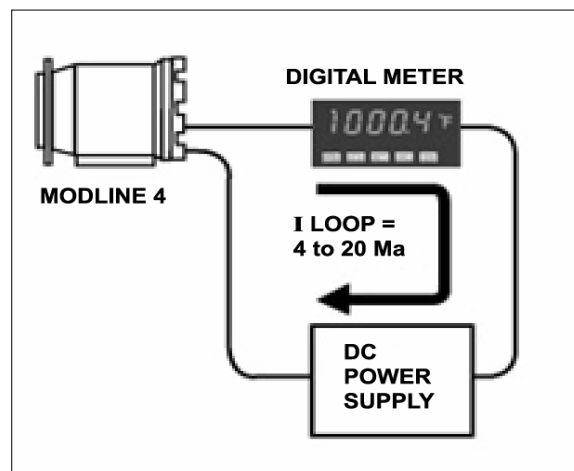 DIGITAL METER
1000.4 °F
MODLINE 4
I LOOP =
4 to 20 Ma
DC
POWER
SUPPLY